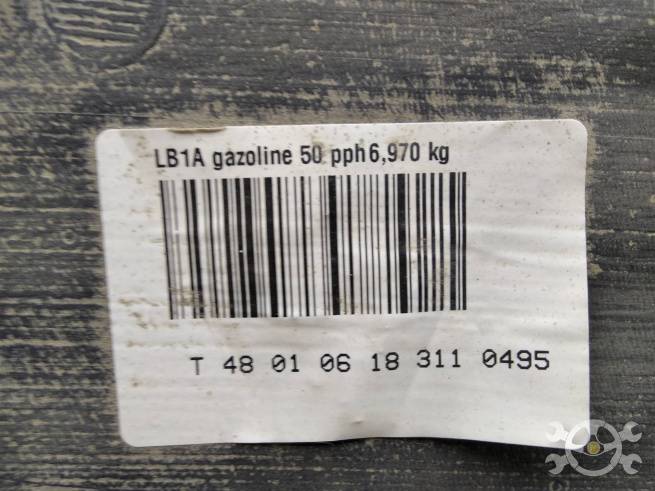 LB1A gazoline 50 pph6,970 kg
T 48 01 06 18 311 0495